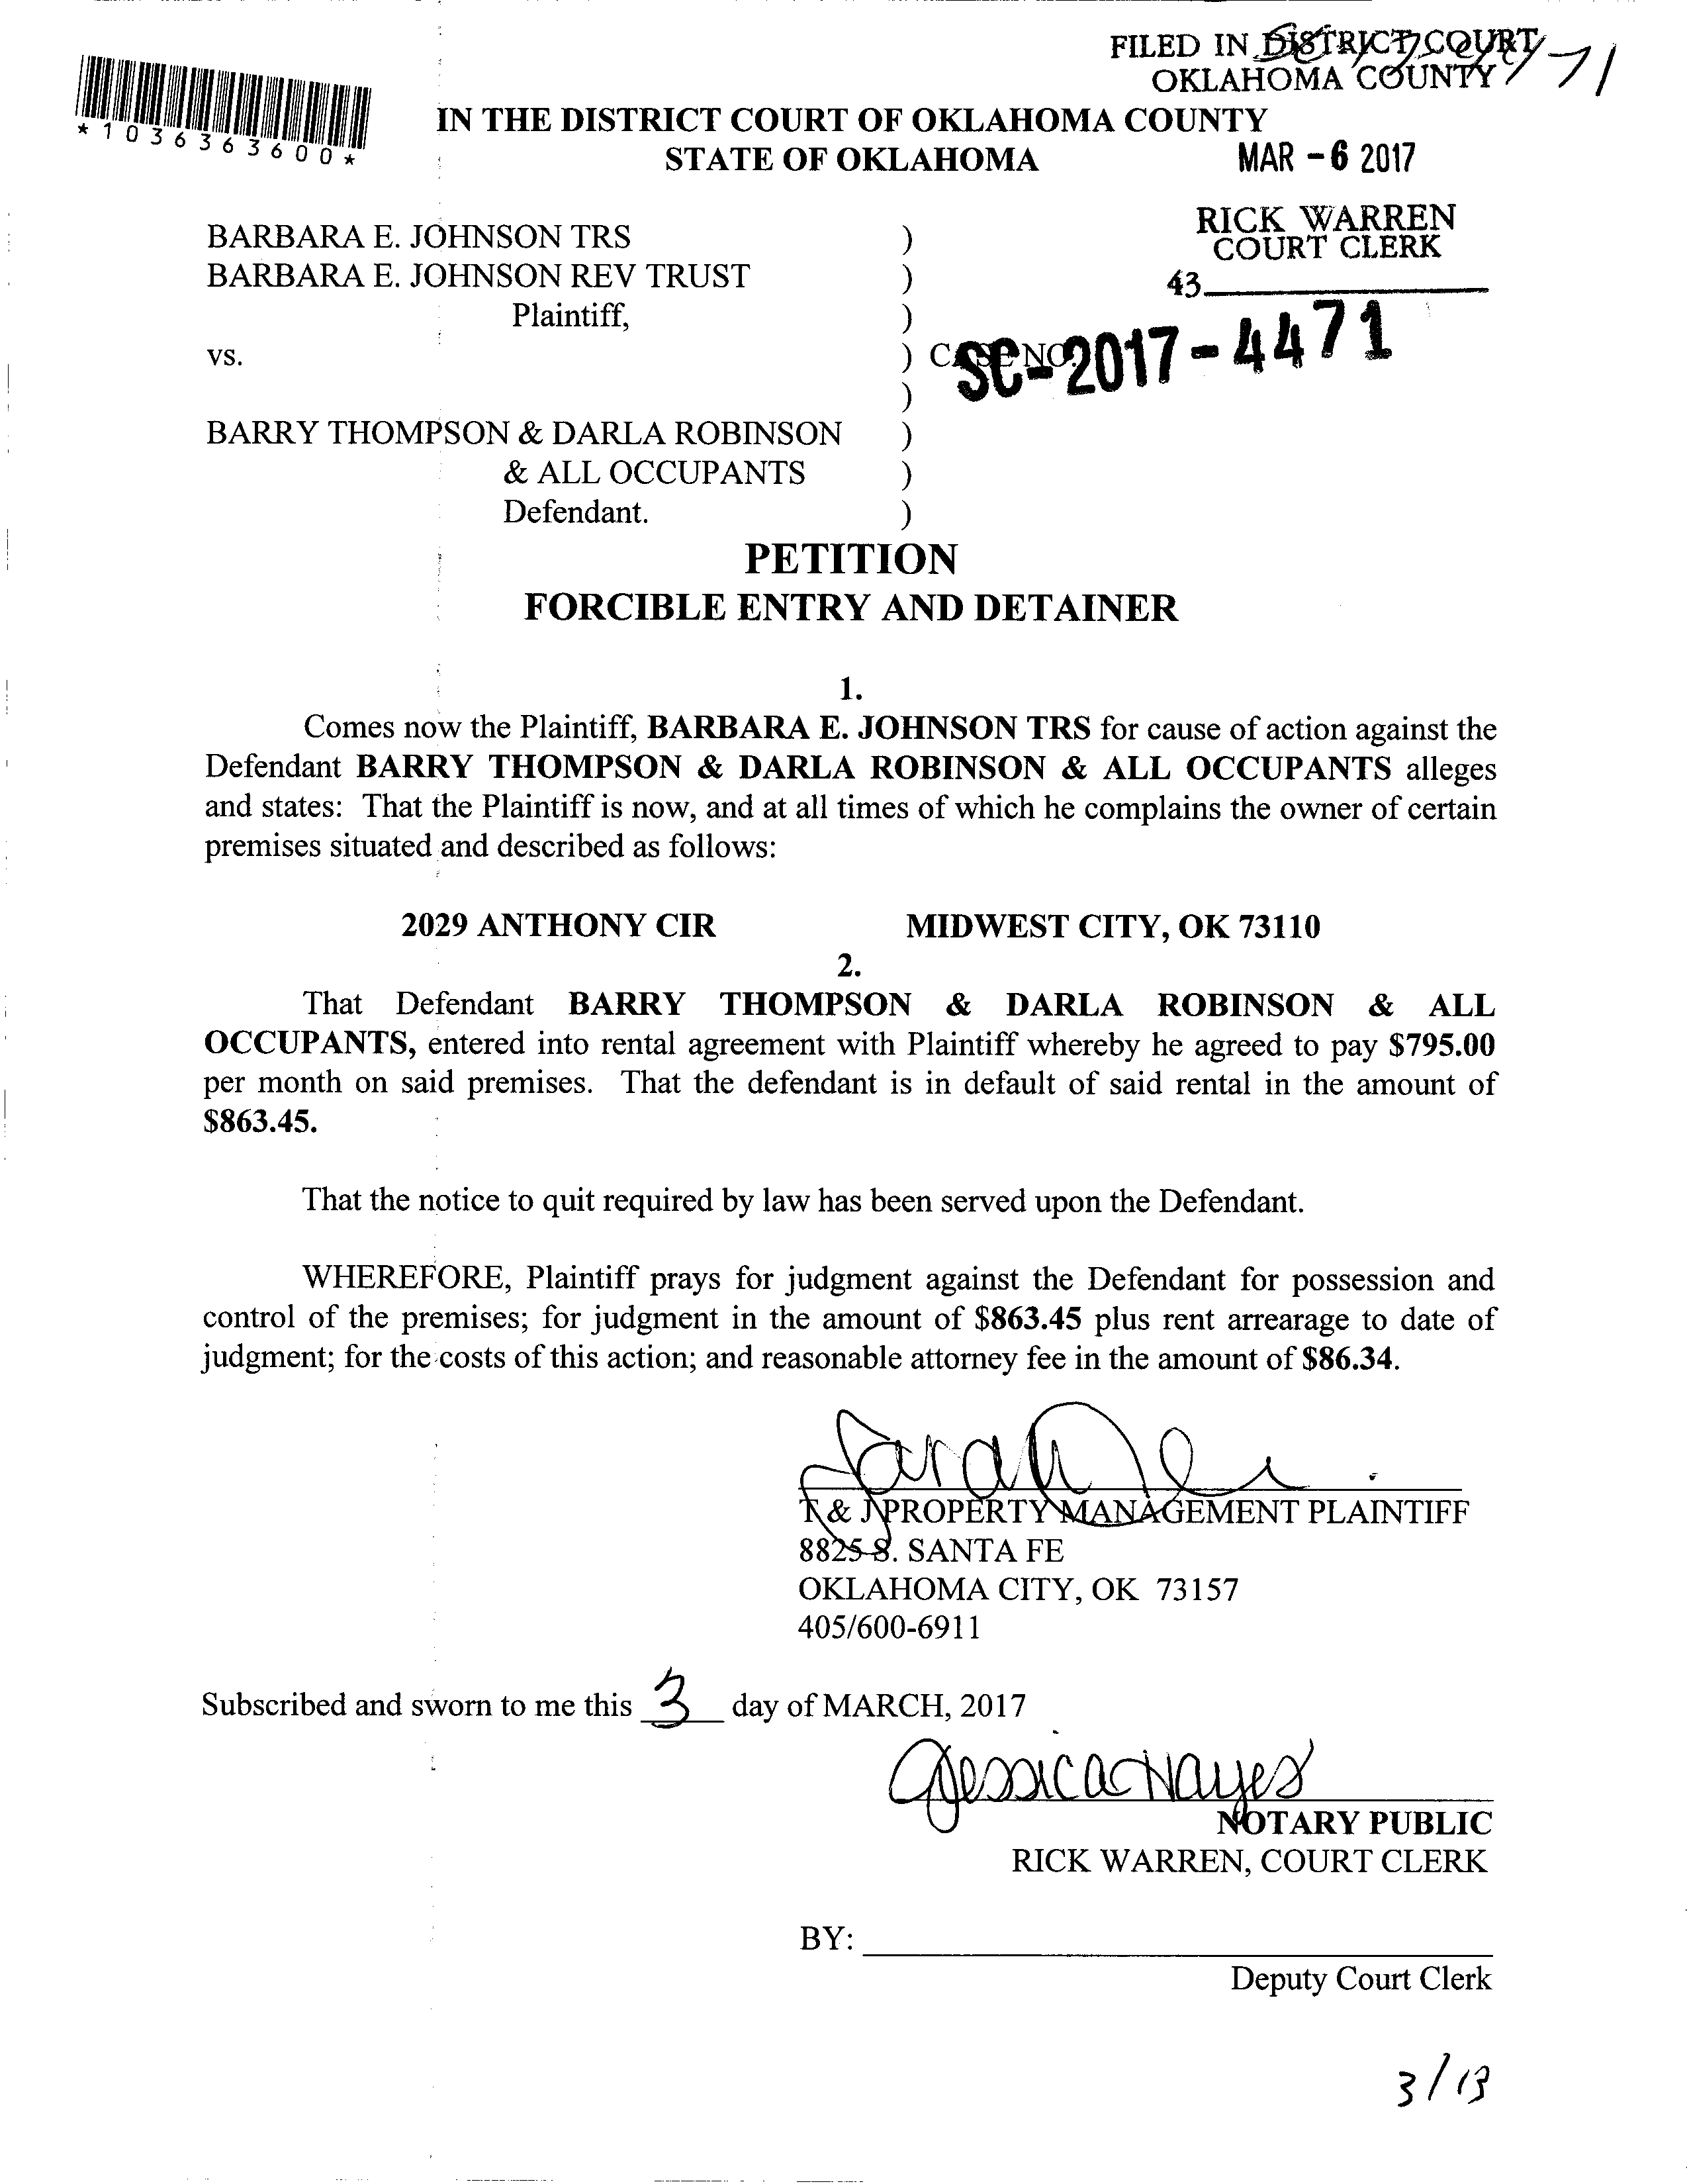 FILED IN DISTRICT COURT
OKLAHOMA COUNTY
*1036363600*
IN THE DISTRICT COURT OF OKLAHOMA COUNTY
STATE OF OKLAHOMA
MAR -6 2017
RICK WARREN
COURT CLERK
43
BARBARA E. JOHNSON TRS )
BARBARA E. JOHNSON REV TRUST )
Plaintiff, )
vs. ) CASE NO.
SC-2017-4471
)
BARRY THOMPSON & DARLA ROBINSON )
& ALL OCCUPANTS )
Defendant. )
PETITION
FORCIBLE ENTRY AND DETAINER
1.
Comes now the Plaintiff, BARBARA E. JOHNSON TRS for cause of action against the
Defendant BARRY THOMPSON & DARLA ROBINSON & ALL OCCUPANTS alleges
and states: That the Plaintiff is now, and at all times of which he complains the owner of certain
premises situated and described as follows:
2029 ANTHONY CIR MIDWEST CITY, OK 73110
2.
That Defendant BARRY THOMPSON & DARLA ROBINSON & ALL
OCCUPANTS, entered into rental agreement with Plaintiff whereby he agreed to pay $795.00
per month on said premises. That the defendant is in default of said rental in the amount of
$863.45.
That the notice to quit required by law has been served upon the Defendant.
WHEREFORE, Plaintiff prays for judgment against the Defendant for possession and
control of the premises; for judgment in the amount of $863.45 plus rent arrearage to date of
judgment; for the costs of this action; and reasonable attorney fee in the amount of $86.34.
Sarah
T & J PROPERTY MANAGEMENT PLAINTIFF
8825 S. SANTA FE
OKLAHOMA CITY, OK 73157
405/600-6911
Subscribed and sworn to me this 3 day of MARCH, 2017
Jessica Hayes
NOTARY PUBLIC
RICK WARREN, COURT CLERK
BY:
Deputy Court Clerk
3/13